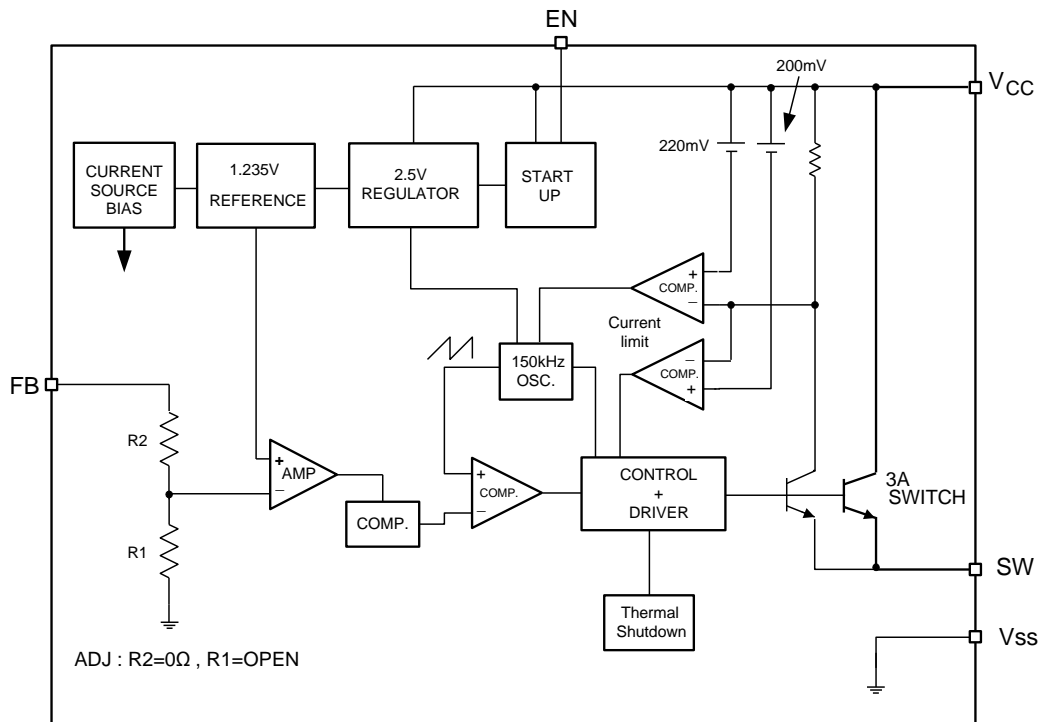 EN
200mV
VCC
220mV
CURRENT
SOURCE
BIAS
1.235V
REFERENCE
2.5V
REGULATOR
START
UP
+
COMP.
−
Current
limit
−
COMP.
+
150kHz
OSC.
FB
R2
+
AMP
−
COMP.
+
COMP.
−
CONTROL
+
DRIVER
3A
SWITCH
R1
SW
Thermal
Shutdown
Vss
ADJ : R2=0Ω , R1=OPEN